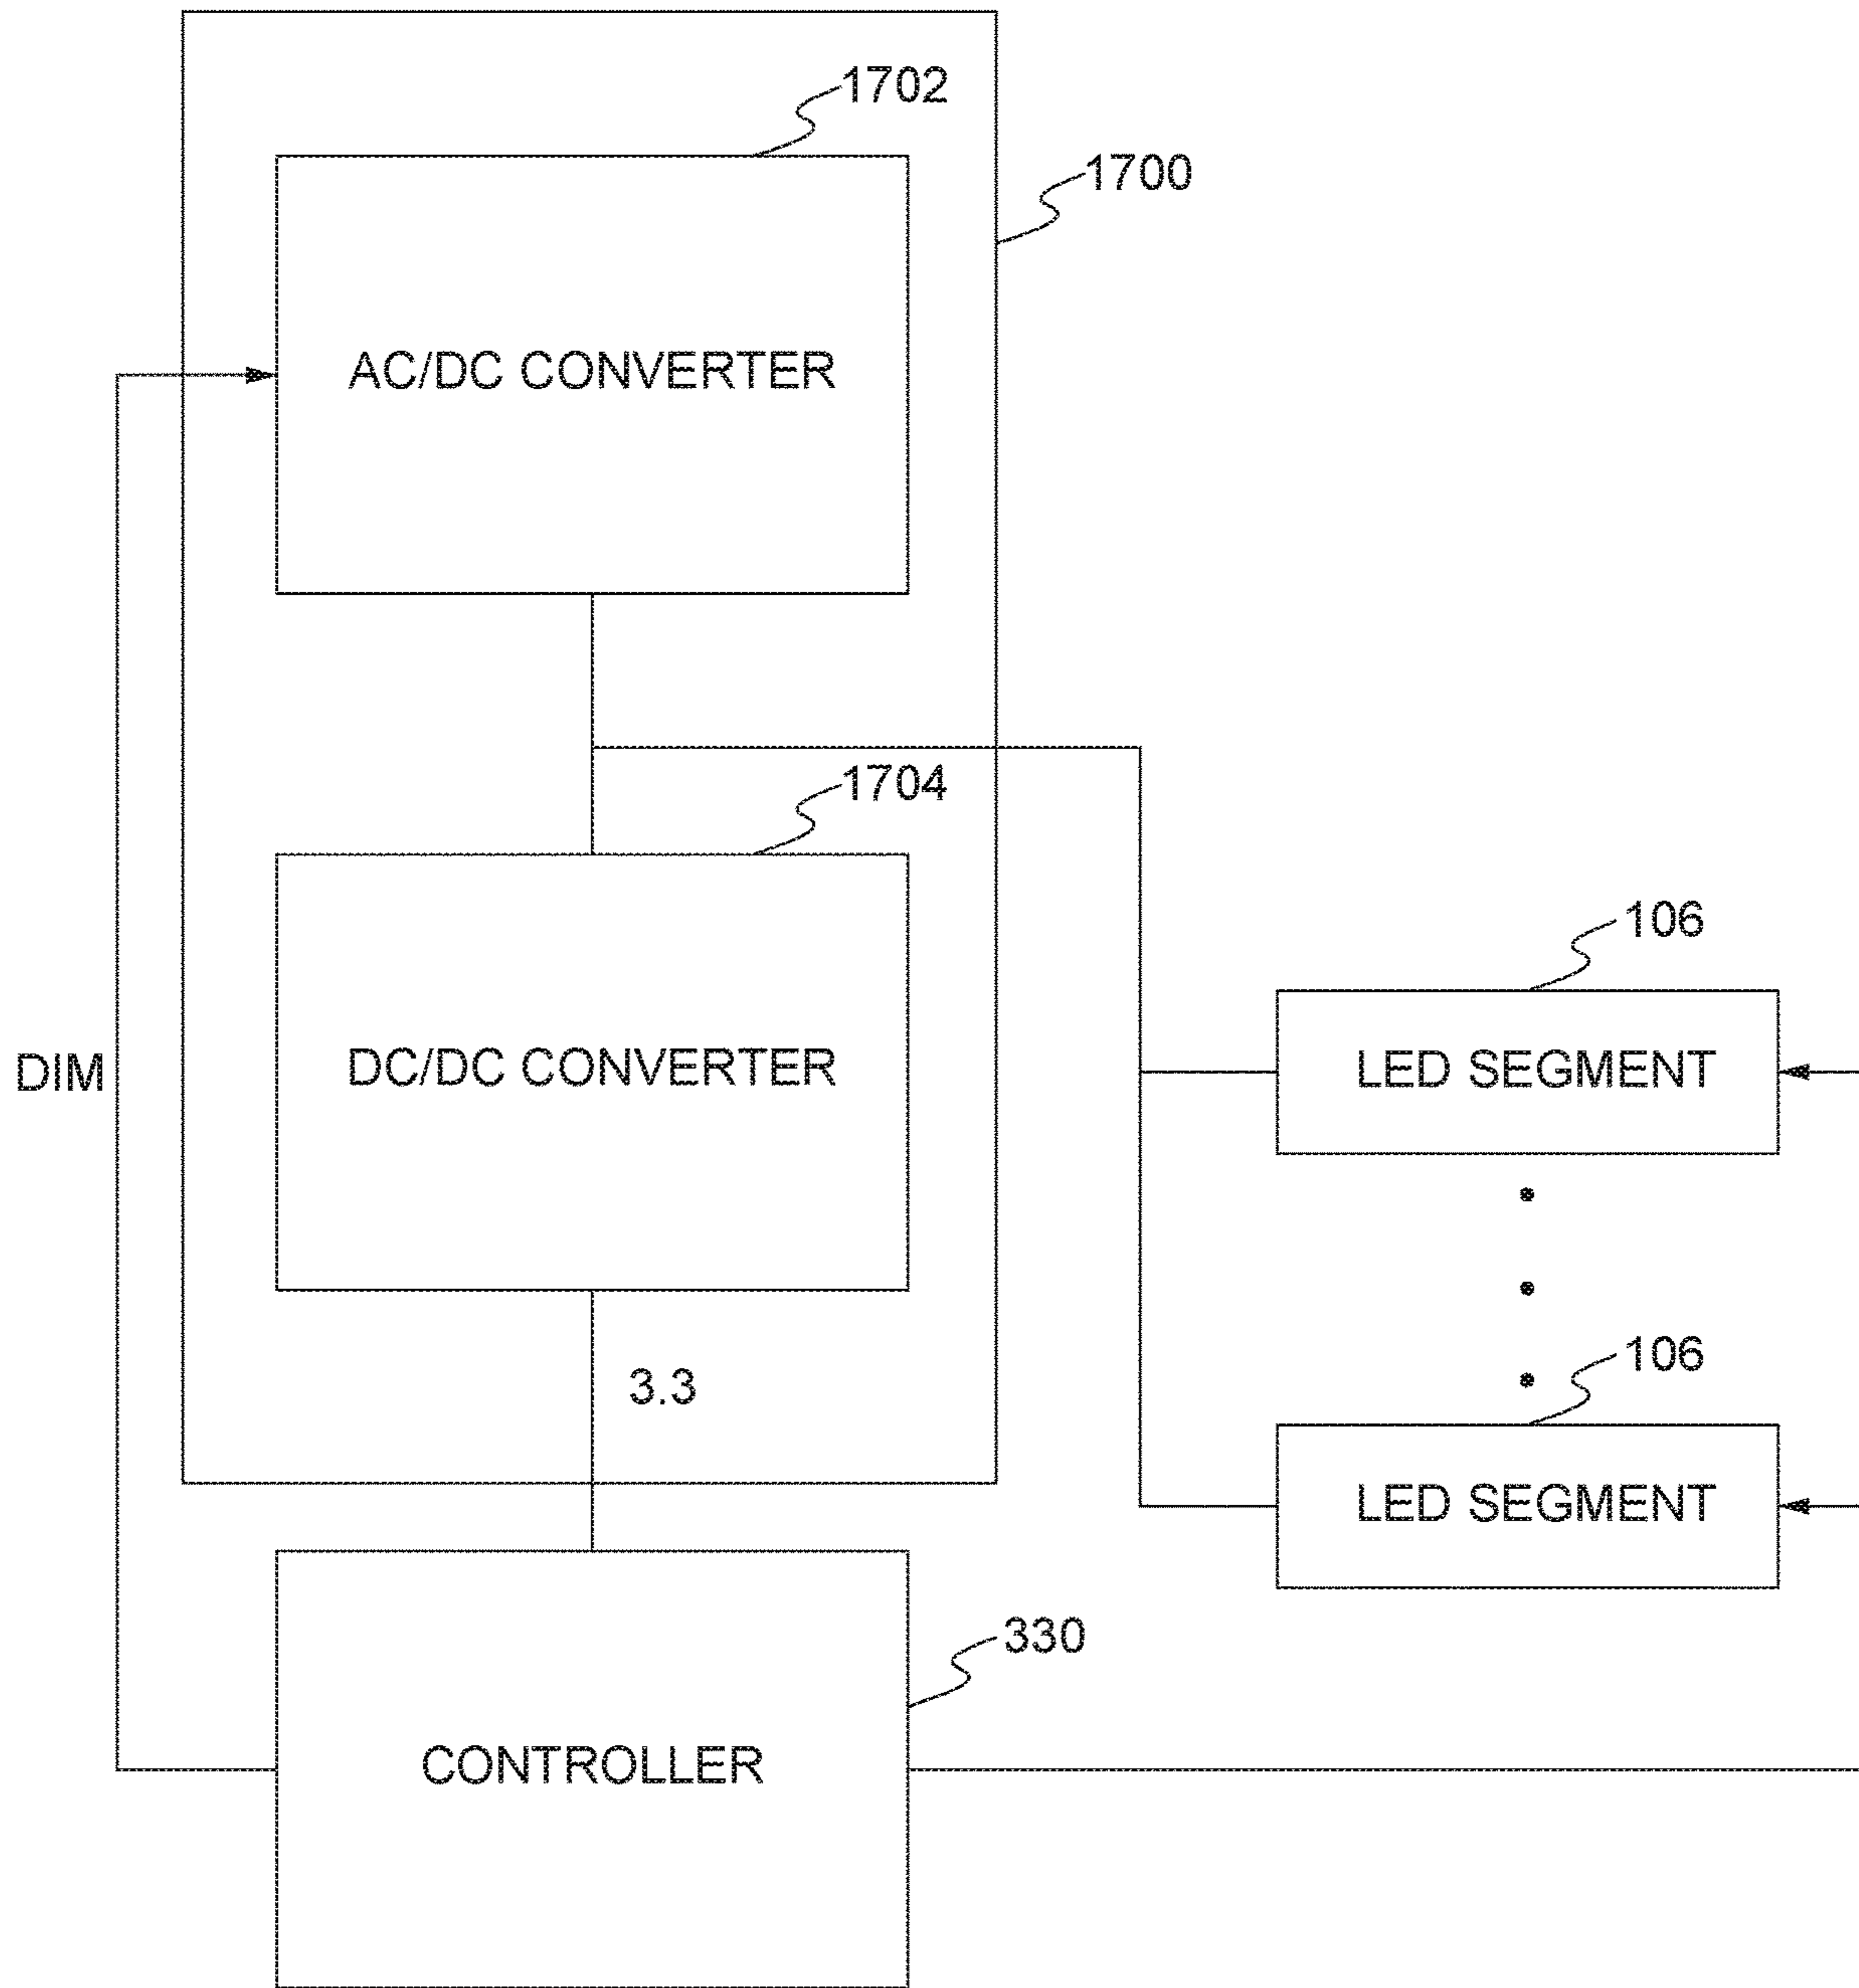 1702
1700
AC/DC CONVERTER
1704
106
DIM
DC/DC CONVERTER
LED SEGMENT
3.3
106
LED SEGMENT
330
CONTROLLER